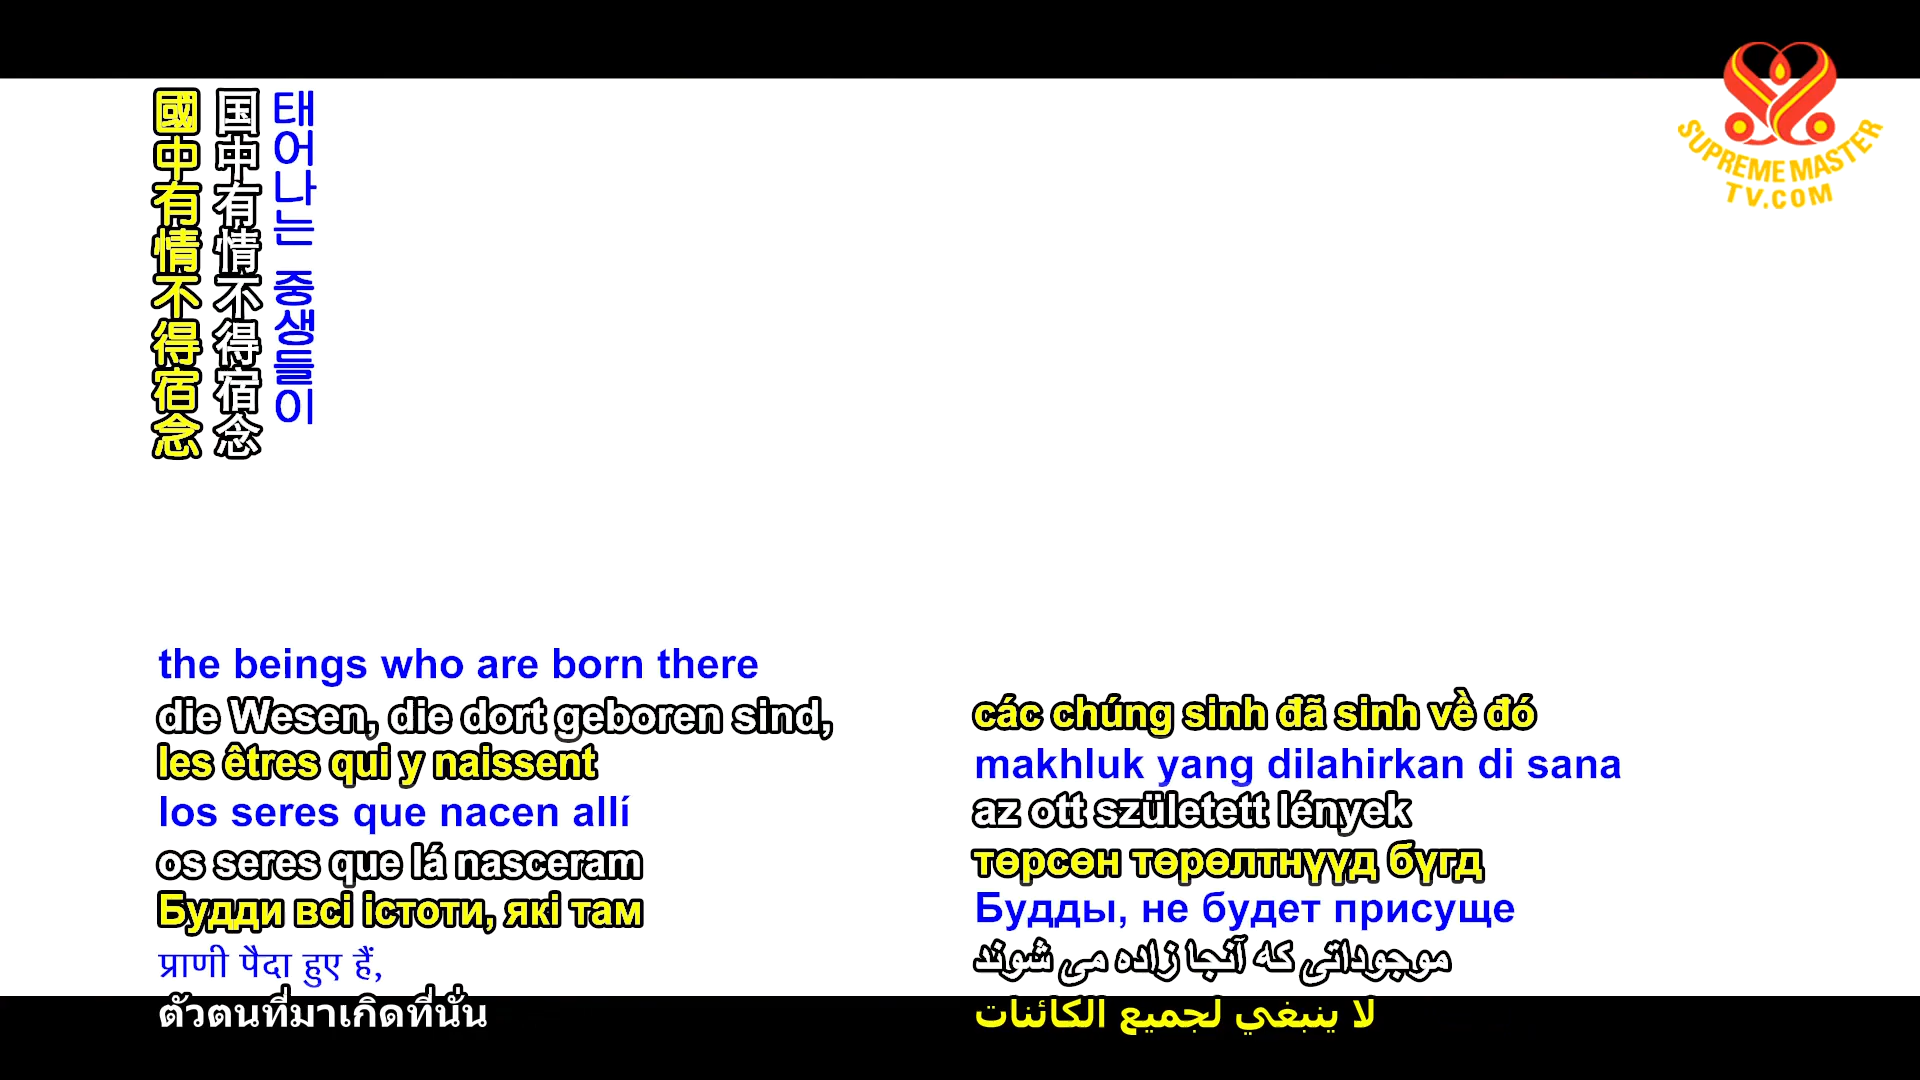 國中有情不得宿念
国中有情不得宿念
태어나는 중생들이
SUPREME MASTER
TV.COM
the beings who are born there
die Wesen, die dort geboren sind,
les êtres qui y naissent
los seres que nacen allí
os seres que lá nasceram
Будди всі істоти, які там
प्राणी पैदा हुए हैं,
ตัวตนที่มาเกิดที่นั่น
các chúng sinh đã sinh về đó
makhluk yang dilahirkan di sana
az ott született lények
төрсөн төрөлтнүүд бүгд
Будды, не будет присуще
موجوداتی که آنجا زاده می شوند
لا ينبغي لجميع الكائنات